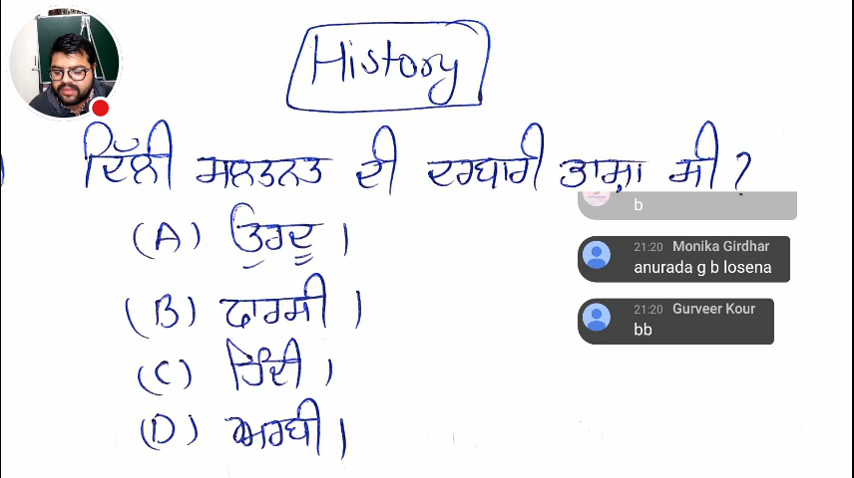 History
ਦਿੱਲੀ ਸਲਤਨਤ ਦੀ ਦਰਬਾਰੀ ਭਾਸ਼ਾ ਸੀ ?
(A) ਉਰਦੂ ।
(B) ਫਾਰਸੀ ।
(C) ਹਿੰਦੀ ।
(D) ਅਰਬੀ ।
b
21:20 Monika Girdhar
anurada g b losena
21:20 Gurveer Kour
bb